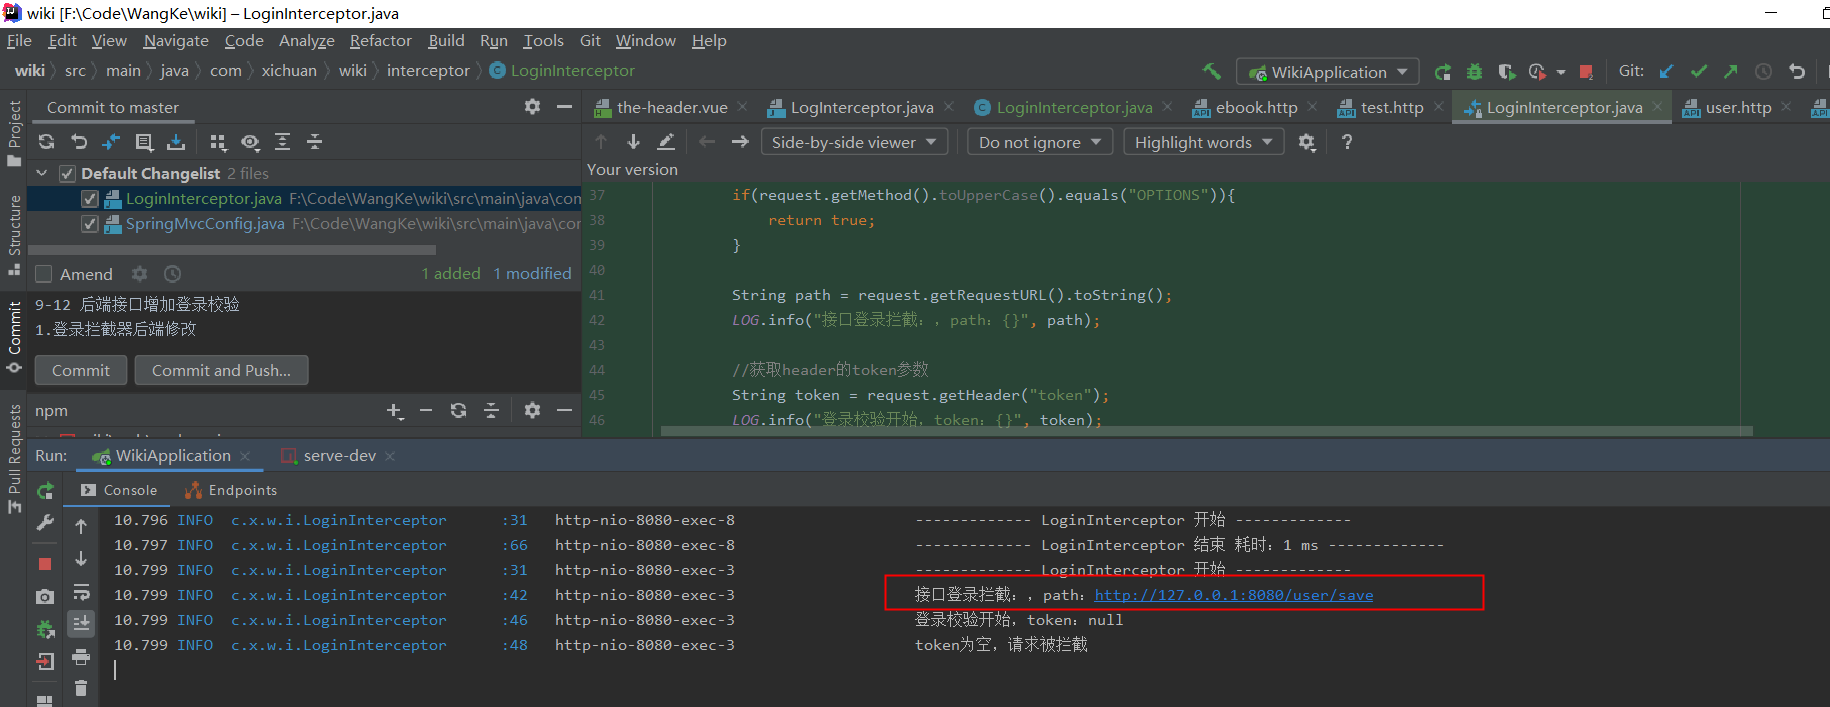 wiki [F:\Code\WangKe\wiki] – LoginInterceptor.java
File Edit View Navigate Code Analyze Refactor Build Run Tools Git Window Help
wiki src main java com xichuan wiki interceptor LoginInterceptor
WikiApplication Git:
Project
Structure
Commit
Pull Requests
Commit to master
Default Changelist 2 files
LoginInterceptor.java F:\Code\WangKe\wiki\src\main\java\com
SpringMvcConfig.java F:\Code\WangKe\wiki\src\main\java\cor
Amend 1 added 1 modified
9-12 后端接口增加登录校验
1.登录拦截器后端修改
Commit Commit and Push...
npm
the-header.vue LogInterceptor.java LoginInterceptor.java ebook.http test.http LoginInterceptor.java user.http
Side-by-side viewer Do not ignore Highlight words ?
Your version
37 if(request.getMethod().toUpperCase().equals("OPTIONS")){
38 return true;
39 }
40
41 String path = request.getRequestURL().toString();
42 LOG.info("接口登录拦截：，path：{}", path);
43
44 //获取header的token参数
45 String token = request.getHeader("token");
46 LOG.info("登录校验开始，token：{}", token);
Run: WikiApplication serve-dev
Console Endpoints
10.796 INFO c.x.w.i.LoginInterceptor :31 http-nio-8080-exec-8 ------------- LoginInterceptor 开始 -------------
10.797 INFO c.x.w.i.LoginInterceptor :66 http-nio-8080-exec-8 ------------- LoginInterceptor 结束 耗时：1 ms -------------
10.799 INFO c.x.w.i.LoginInterceptor :31 http-nio-8080-exec-3 ------------- LoginInterceptor 开始 -------------
10.799 INFO c.x.w.i.LoginInterceptor :42 http-nio-8080-exec-3 接口登录拦截：，path：http://127.0.0.1:8080/user/save
10.799 INFO c.x.w.i.LoginInterceptor :46 http-nio-8080-exec-3 登录校验开始，token：null
10.799 INFO c.x.w.i.LoginInterceptor :48 http-nio-8080-exec-3 token为空，请求被拦截